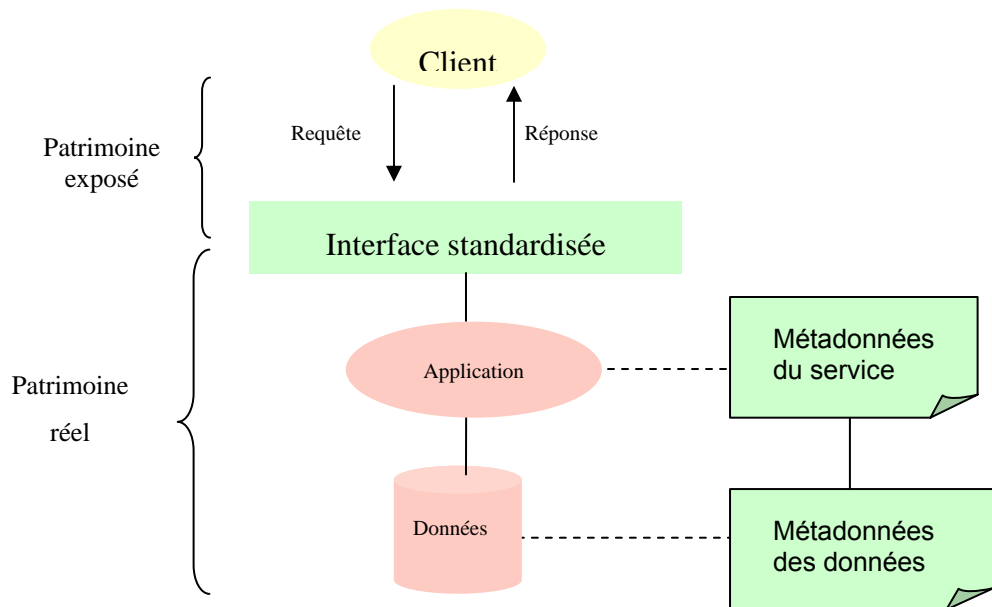 Client
Requête
Réponse
Patrimoine
exposé
Interface standardisée
Patrimoine
réel
Application
Métadonnées
du service
Données
Métadonnées
des données